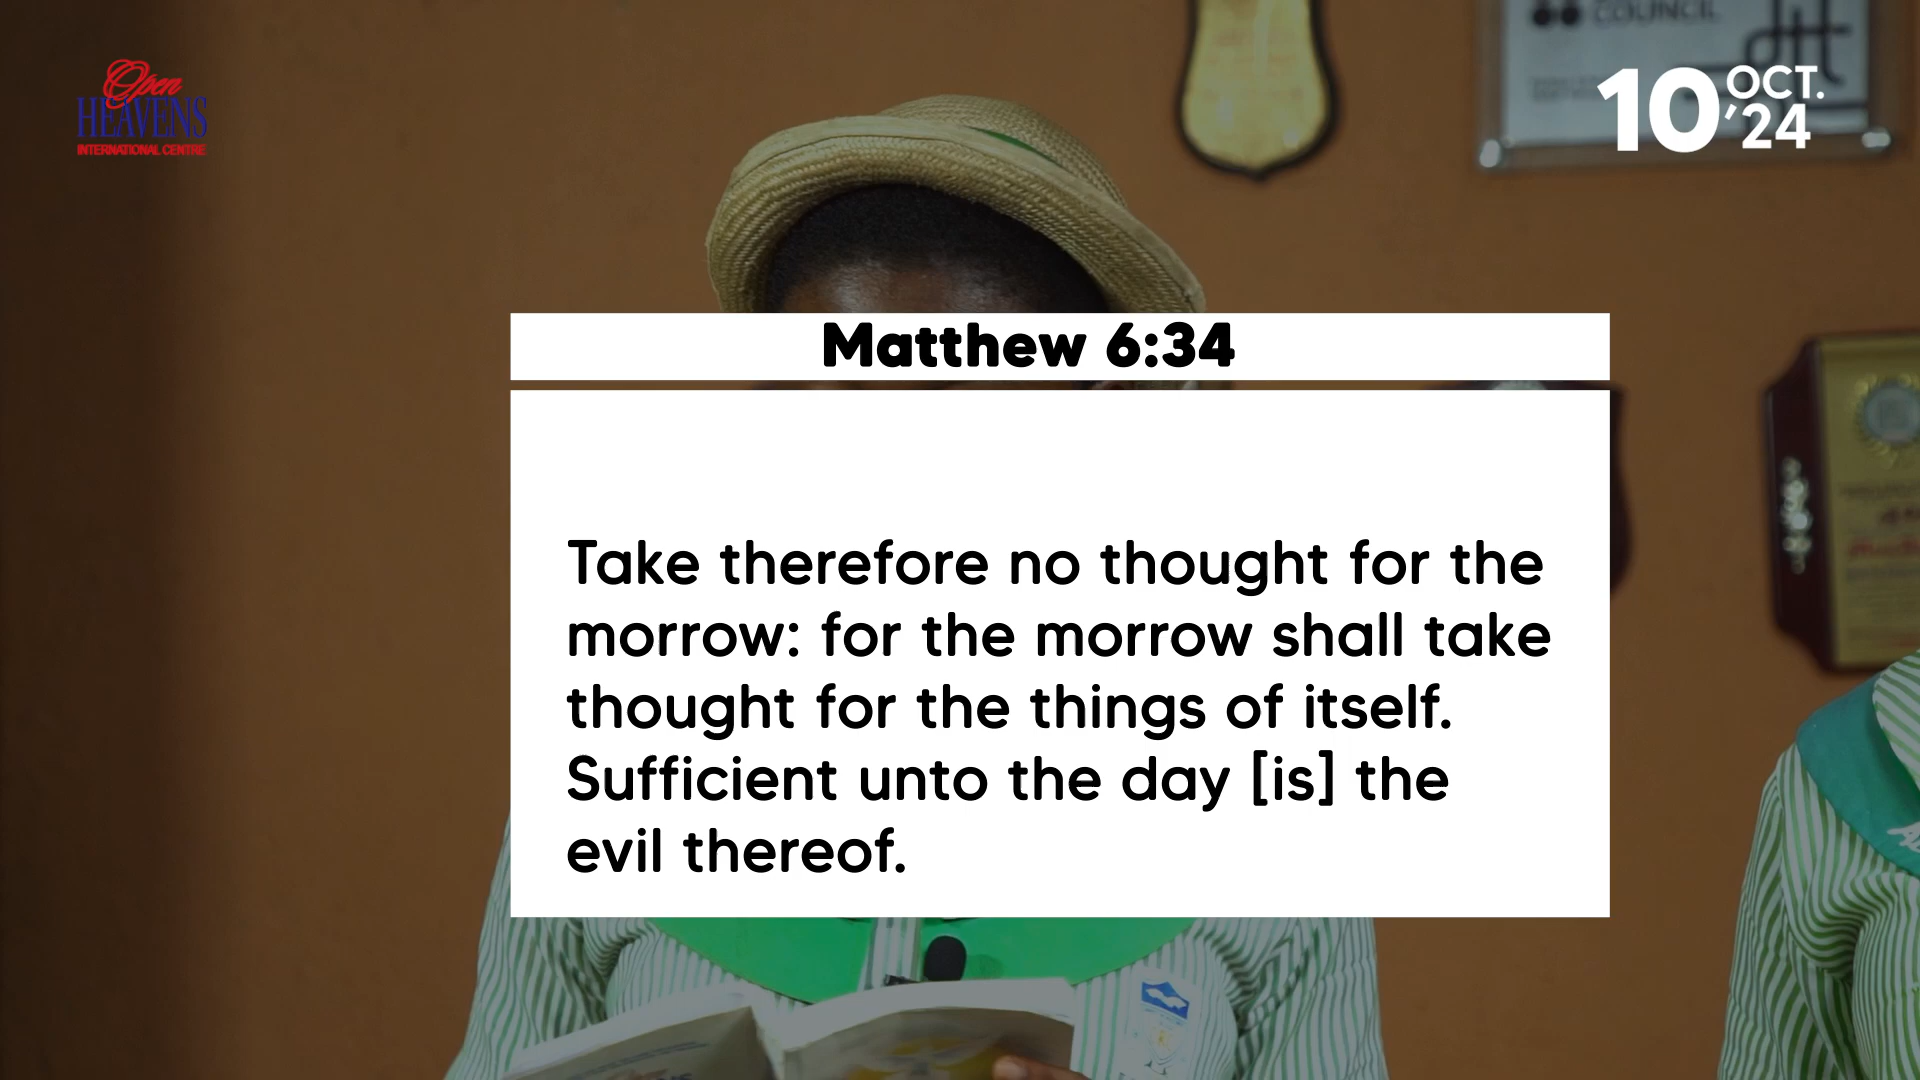 Open
HEAVENS
INTERNATIONAL CENTRE
COUNCIL
10 OCT.
'24
Matthew 6:34
Take therefore no thought for the
morrow: for the morrow shall take
thought for the things of itself.
Sufficient unto the day [is] the
evil thereof.